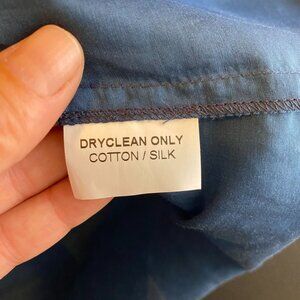 DRYCLEAN ONLY
COTTON / SILK